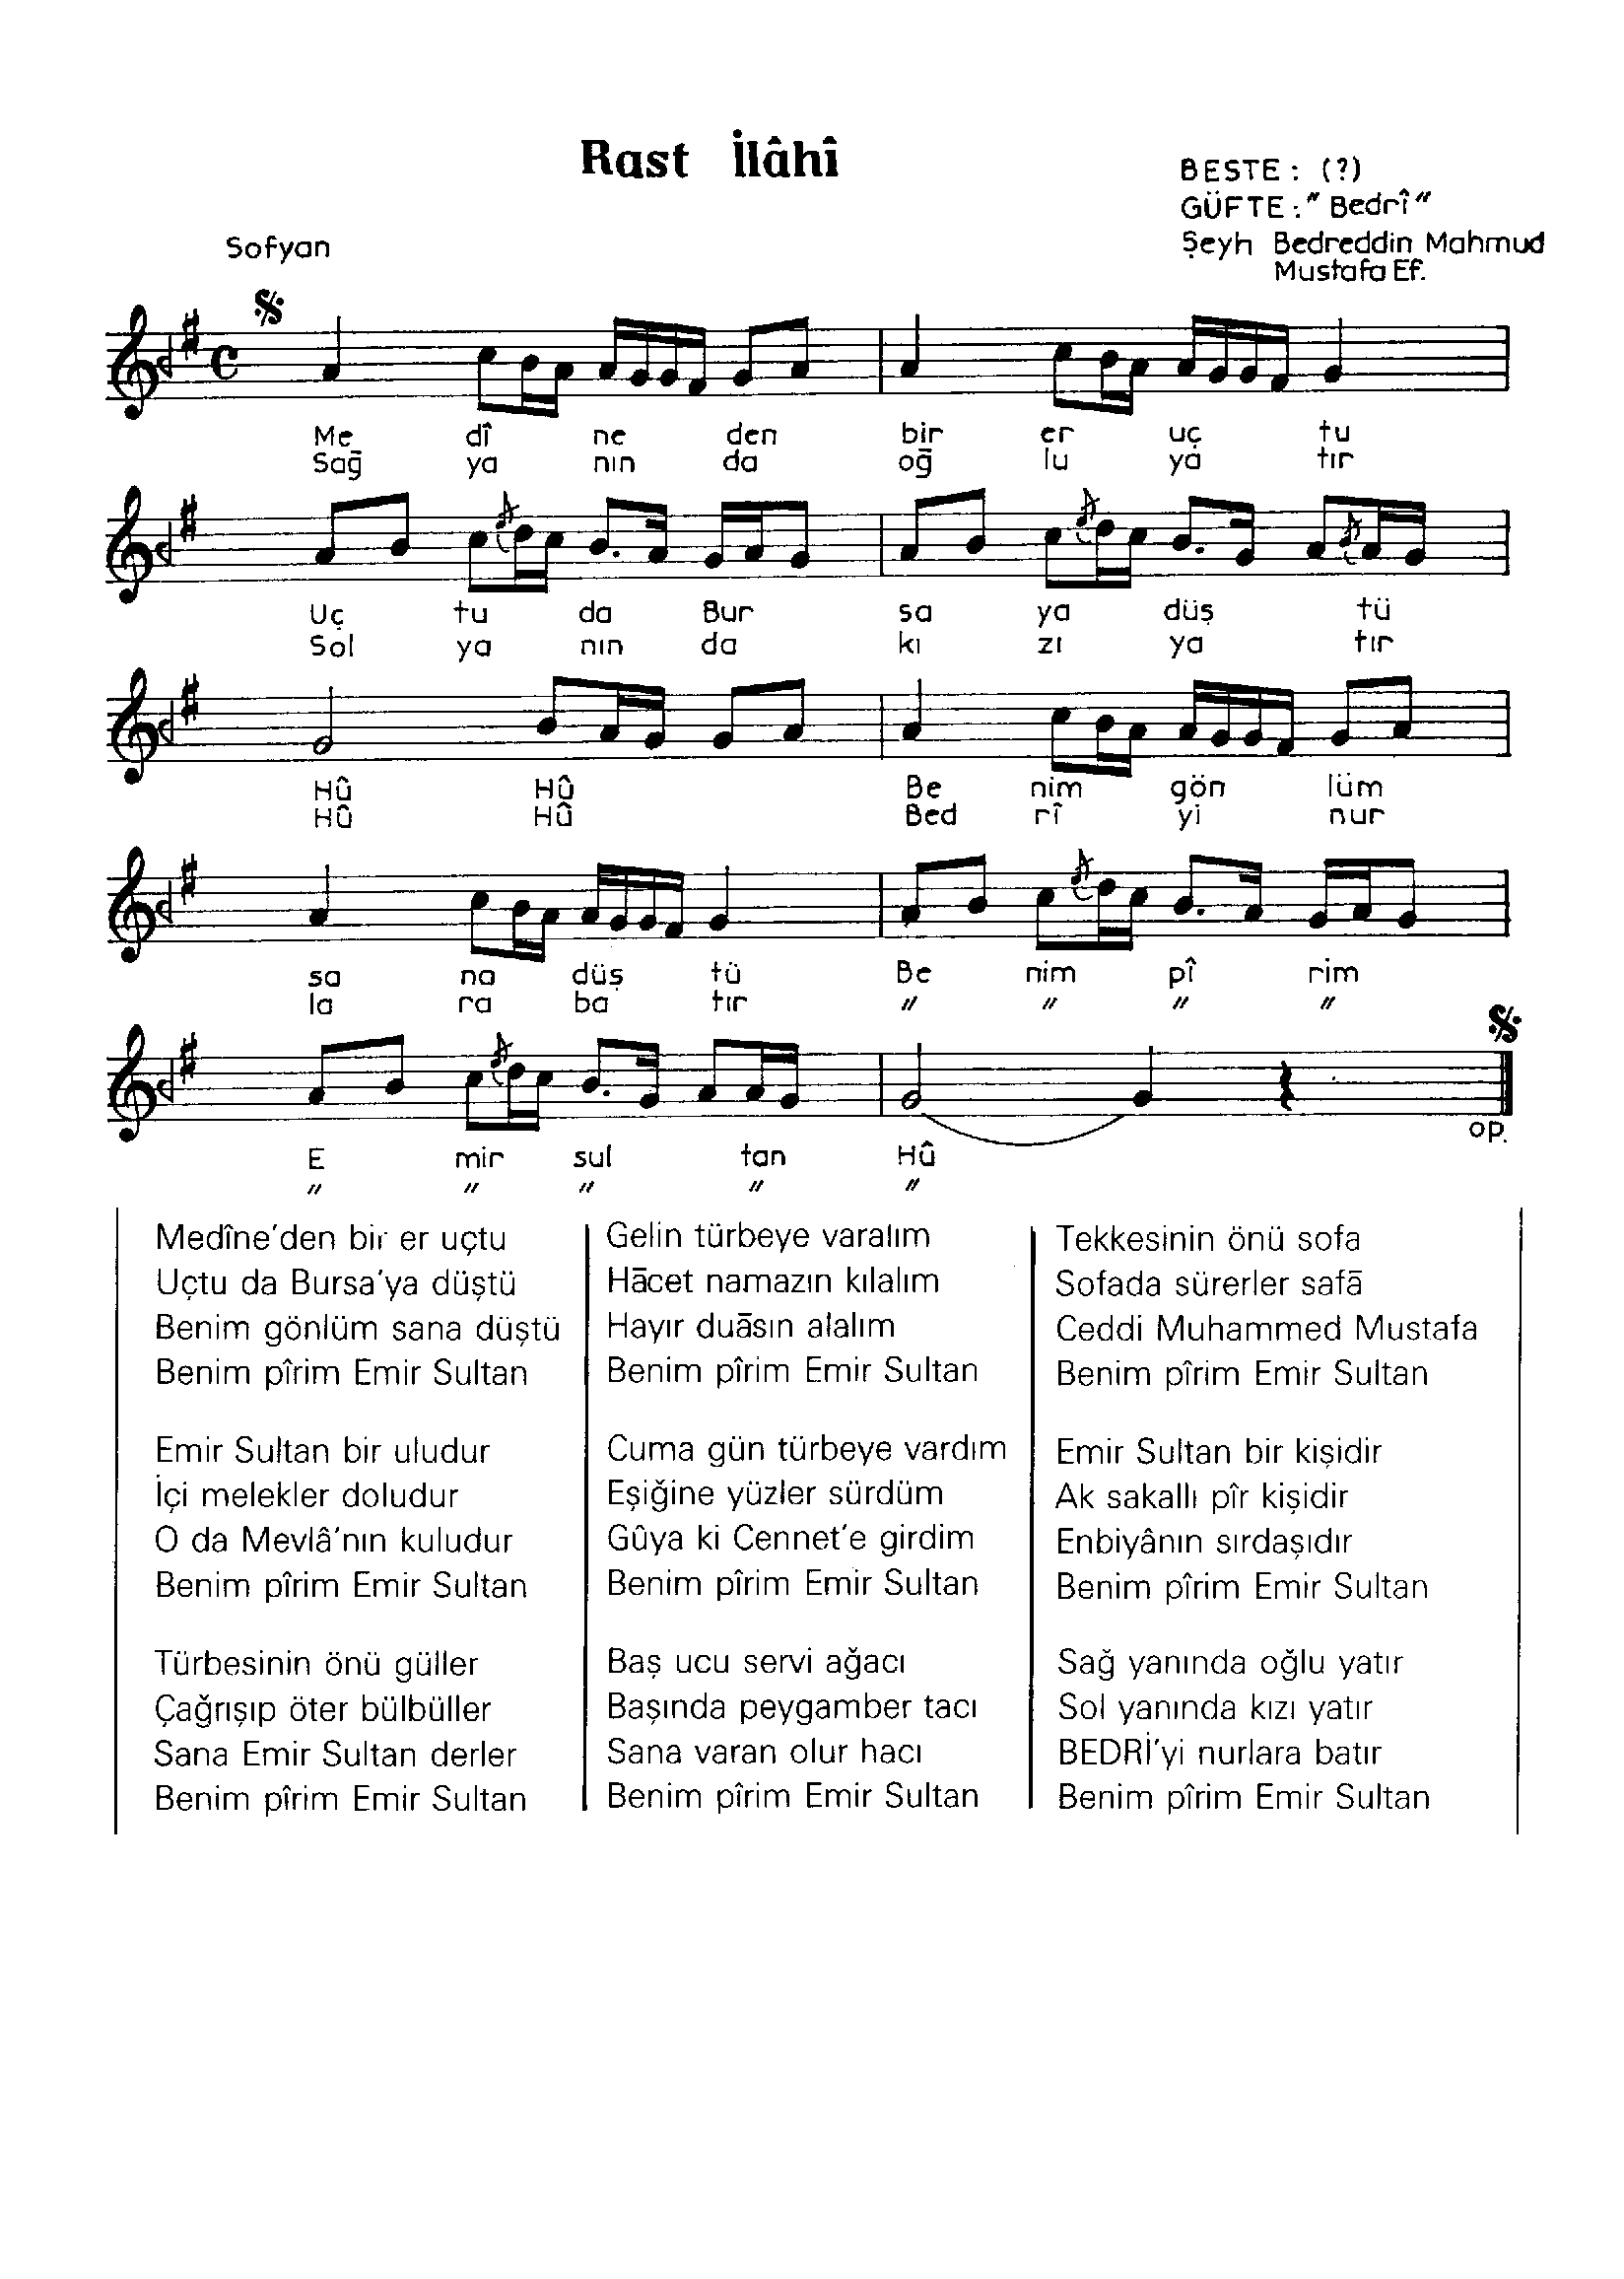 Rast İlâhî
BESTE : (?)
GÜFTE : " Bedrî "
Şeyh Bedreddin Mahmud
Mustafa Ef.
Sofyan
Me dî ne den bir er uç tu
Sağ ya nın da oğ lu ya tır
Uç tu da Bur sa ya düş tü
Sol ya nın da kı zı ya tır
Hû Hû Be nim gön lüm
Hû Hû Bed rî yi nur
sa na düş tü Be nim pî rim
la ra ba tır " " " "
op.
E mir sul tan Hû
" " " " "
Medîne'den bir er uçtu
Uçtu da Bursa'ya düştü
Benim gönlüm sana düştü
Benim pîrim Emir Sultan
Emir Sultan bir uludur
İçi melekler doludur
O da Mevlâ'nın kuludur
Benim pîrim Emir Sultan
Türbesinin önü güller
Çağrışıp öter bülbüller
Sana Emir Sultan derler
Benim pîrim Emir Sultan
Gelin türbeye varalım
Hācet namazın kılalım
Hayır duāsın alalım
Benim pîrim Emir Sultan
Cuma gün türbeye vardım
Eşiğine yüzler sürdüm
Gûya ki Cennet'e girdim
Benim pîrim Emir Sultan
Baş ucu servi ağacı
Başında peygamber tacı
Sana varan olur hacı
Benim pîrim Emir Sultan
Tekkesinin önü sofa
Sofada sürerler safā
Ceddi Muhammed Mustafa
Benim pîrim Emir Sultan
Emir Sultan bir kişidir
Ak sakallı pîr kişidir
Enbiyânın sırdaşıdır
Benim pîrim Emir Sultan
Sağ yanında oğlu yatır
Sol yanında kızı yatır
BEDRİ'yi nurlara batır
Benim pîrim Emir Sultan